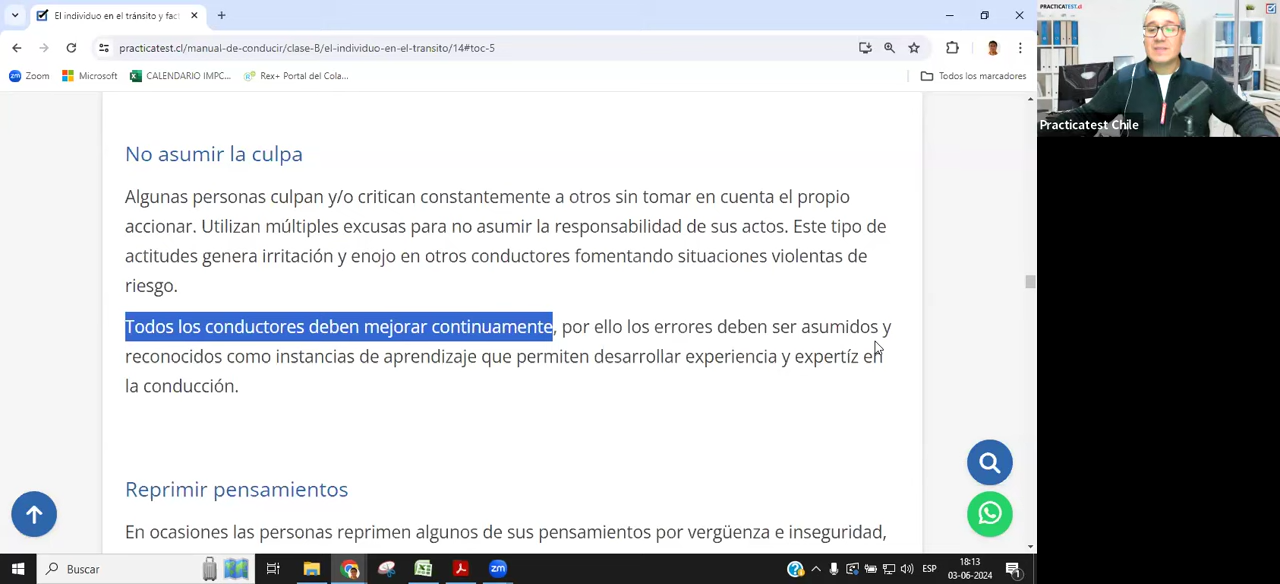 El individuo en el tránsito y fact
practicatest.cl/manual-de-conducir/clase-B/el-individuo-en-el-transito/14#toc-5
Zoom
Microsoft
CALENDARIO IMPC...
Rex+ Portal del Cola...
Todos los marcadores
PRACTICATEST.cl
Practicatest Chile
No asumir la culpa
Algunas personas culpan y/o critican constantemente a otros sin tomar en cuenta el propio
accionar. Utilizan múltiples excusas para no asumir la responsabilidad de sus actos. Este tipo de
actitudes genera irritación y enojo en otros conductores fomentando situaciones violentas de
riesgo.
Todos los conductores deben mejorar continuamente, por ello los errores deben ser asumidos y
reconocidos como instancias de aprendizaje que permiten desarrollar experiencia y expertíz en
la conducción.
Reprimir pensamientos
En ocasiones las personas reprimen algunos de sus pensamientos por vergüenza e inseguridad,
Buscar
ESP
18:13
03-06-2024
1